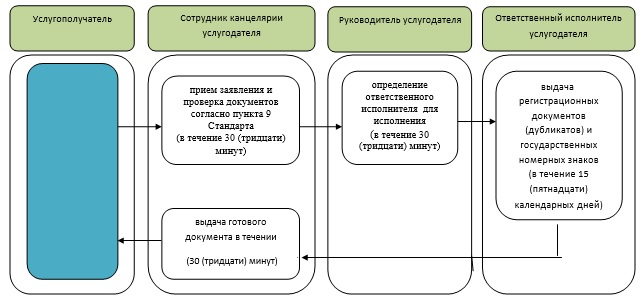 Услугополучатель
Сотрудник канцелярии
услугодателя
Руководитель услугодателя
Ответственный исполнитель
услугодателя
прием заявления и
проверка документов
согласно пункта 9
Стандарта
(в течение 30 (тридцати)
минут)
определение
ответственного
исполнителя для
исполнения
(в течение 30
(тридцати) минут)
выдача
регистрационных
документов
(дубликатов) и
государственных
номерных знаков
(в течение 15
(пятнадцати)
календарных дней)
выдача готового
документа в течении
(30 (тридцати) минут)